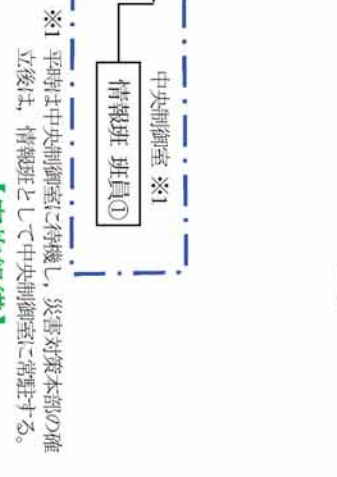 中央制御室 ※1
情報班 班員①
※1 平時は中央制御室に待機し，災害対策本部の確
立後は，情報班として中央制御室に常駐する。